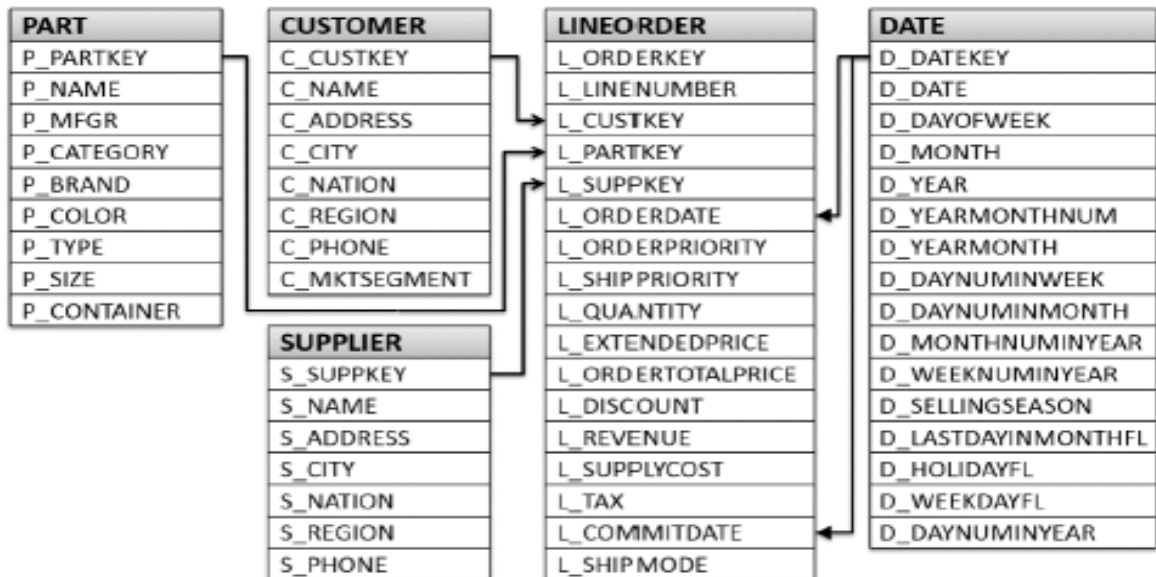 PART
P_PARTKEY
P_NAME
P_MFGR
P_CATEGORY
P_BRAND
P_COLOR
P_TYPE
P_SIZE
P_CONTAINER
CUSTOMER
C_CUSTKEY
C_NAME
C_ADDRESS
C_CITY
C_NATION
C_REGION
C_PHONE
C_MKTSEGMENT
SUPPLIER
S_SUPPKEY
S_NAME
S_ADDRESS
S_CITY
S_NATION
S_REGION
S_PHONE
LINEORDER
L_ORDERKEY
L_LINENUMBER
L_CUSTKEY
L_PARTKEY
L_SUPPKEY
L_ORDERDATE
L_ORDERPRIORITY
L_SHIPPRIORITY
L_QUANTITY
L_EXTENDEDPRICE
L_ORDERTOTALPRICE
L_DISCOUNT
L_REVENUE
L_SUPPLYCOST
L_TAX
L_COMMITDATE
L_SHIPMODE
DATE
D_DATEKEY
D_DATE
D_DAYOFWEEK
D_MONTH
D_YEAR
D_YEARMONTHNUM
D_YEARMONTH
D_DAYNUMINWEEK
D_DAYNUMINMONTH
D_MONTHNUMINYEAR
D_WEEKNUMINYEAR
D_SELLINGSEASON
D_LASTDAYINMONTHFL
D_HOLIDAYFL
D_WEEKDAYFL
D_DAYNUMINYEAR